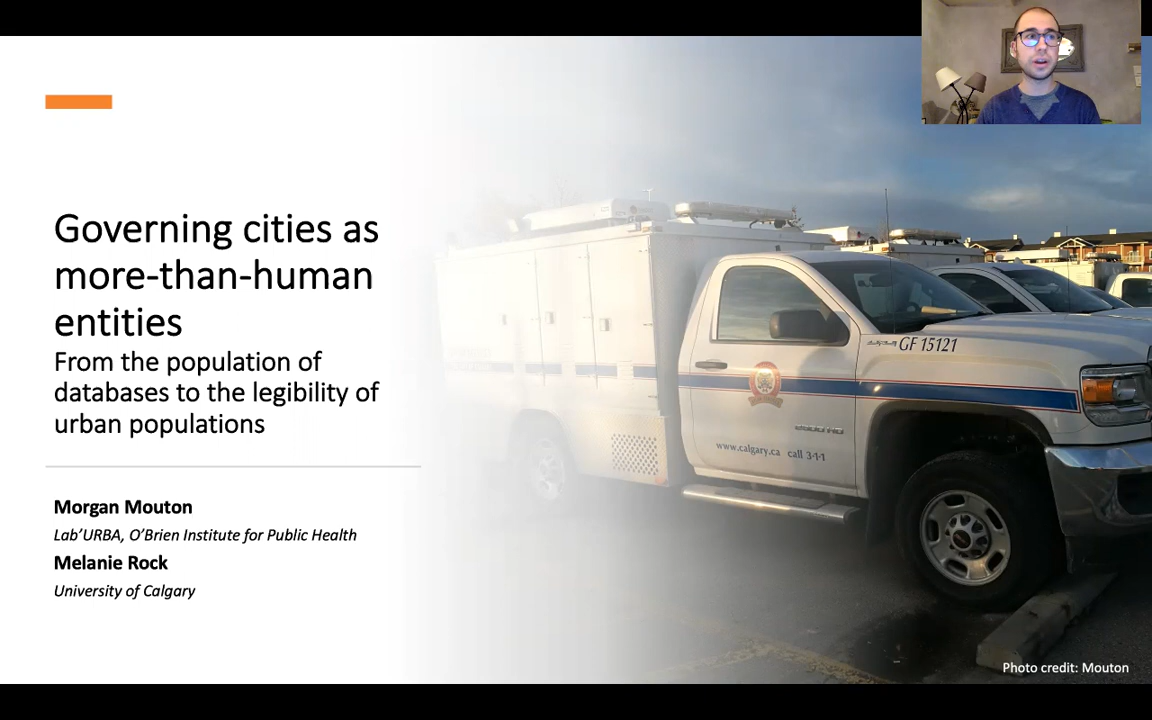 Governing cities as
more-than-human
entities
From the population of
databases to the legibility of
urban populations
Morgan Mouton
Lab'URBA, O'Brien Institute for Public Health
Melanie Rock
University of Calgary
GF 15121
www.calgary.ca call 3-1-1
Photo credit: Mouton